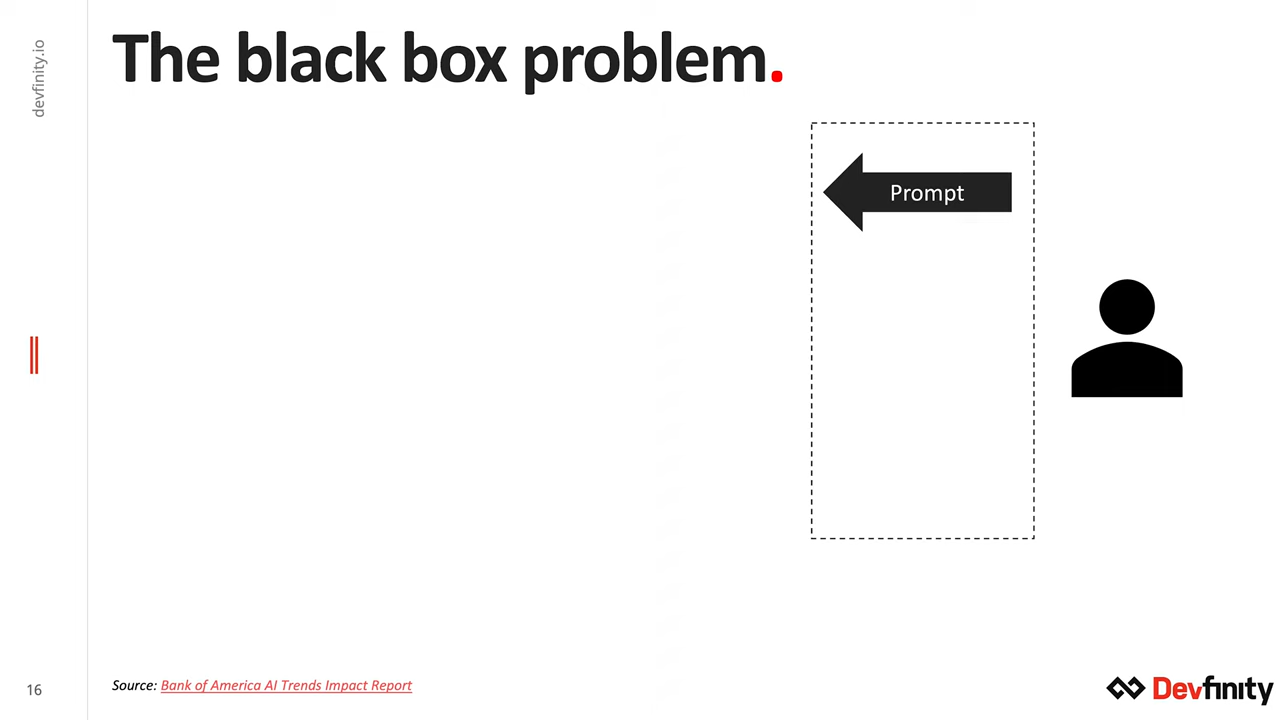 devfinity.io
The black box problem.
Prompt
16
Source: Bank of America AI Trends Impact Report
Devfinity